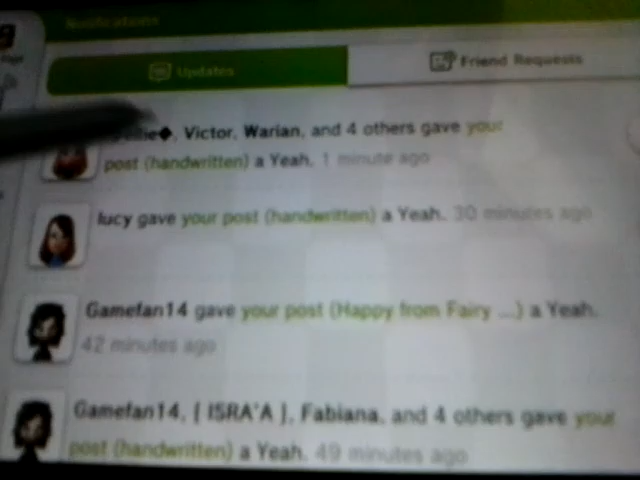 Notifications
Updates
Friend Requests
Victor, Warian, and 4 others gave your
post (handwritten) a Yeah. 1 minute ago
lucy gave your post (handwritten) a Yeah. 30 minutes ago
Gamefan14 gave your post (Happy from Fairy ...) a Yeah.
42 minutes ago
Gamefan14, [ ISRA'A ], Fabiana, and 4 others gave your
post (handwritten) a Yeah. 49 minutes ago